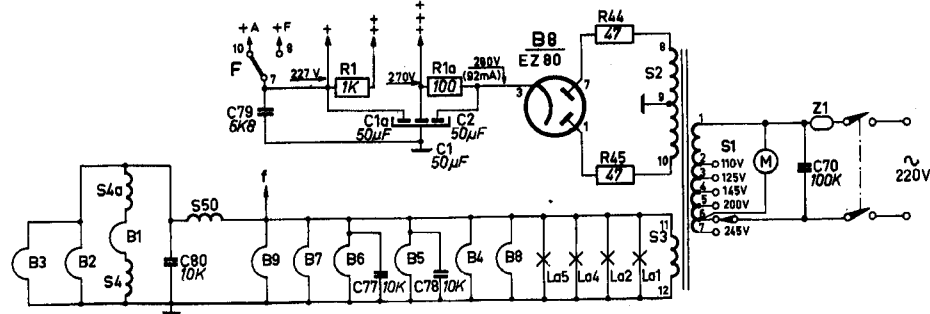 +A
+F
+
+
+
+
+
+
10
8
F
7
227V
R1
1K
270V
R1a
100
280V
(92mA)
3
B8
EZ80
7
1
R44
47
R45
47
8
S2
9
10
C79
6K8
C1a
50µF
C2
50µF
C1
50µF
1
S1
2
110V
3
125V
4
145V
5
200V
6
7
245V
M
Z1
C70
100K
~
220V
S4a
S50
f
B3
B2
B1
S4
C80
10K
B9
B7
B6
C77
10K
B5
C78
10K
B4
B8
La5
La4
La2
La1
11
S3
12